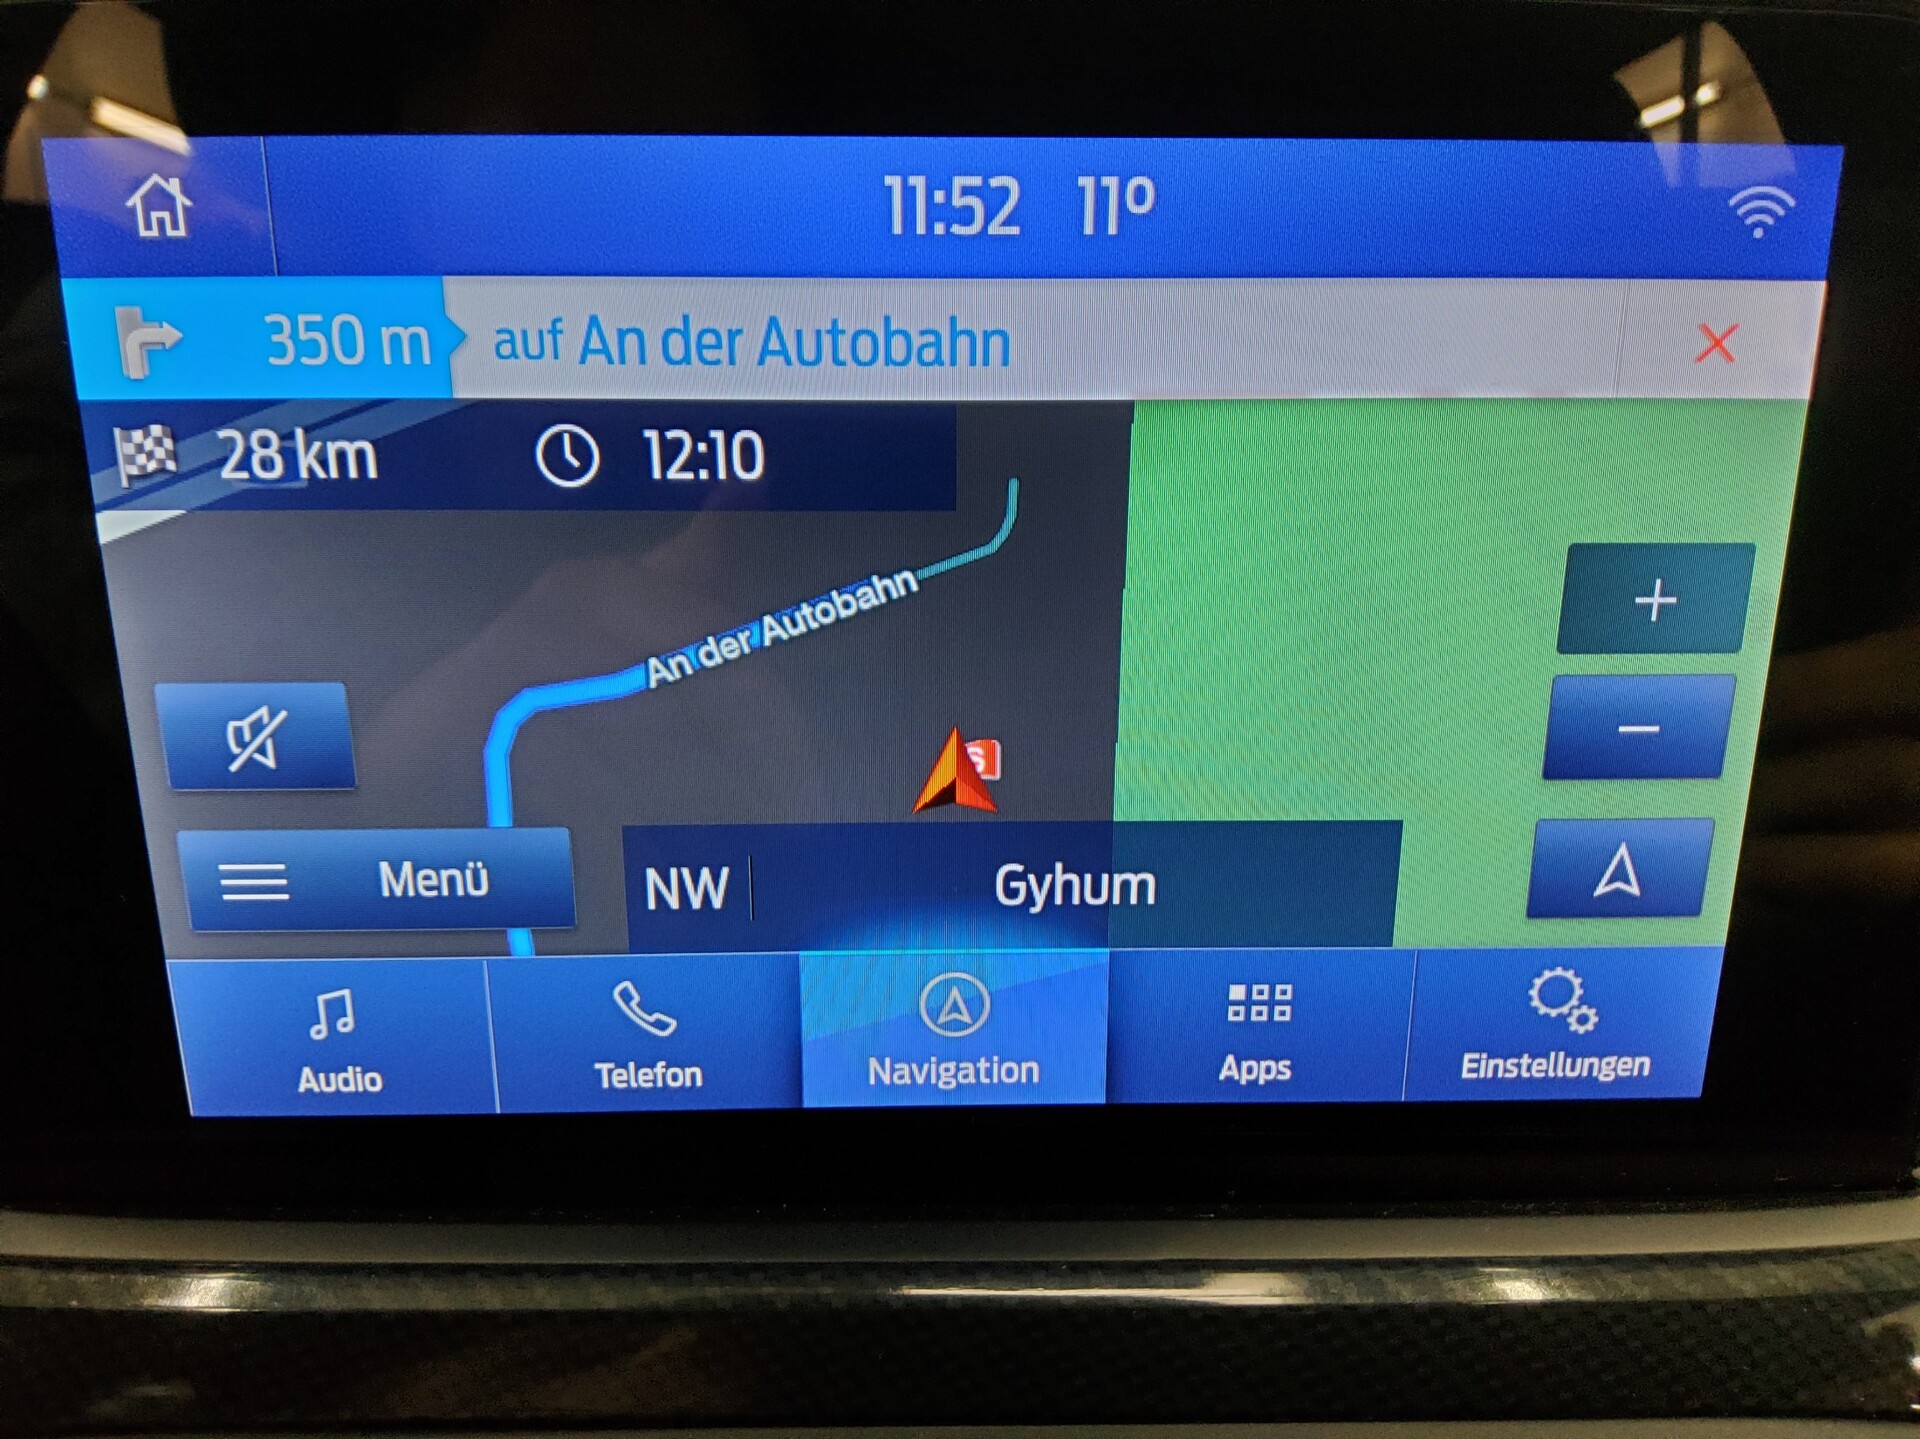 11:52 11°
350 m auf An der Autobahn
28 km 12:10
An der Autobahn
S
Menü
NW Gyhum
Audio Telefon Navigation Apps Einstellungen